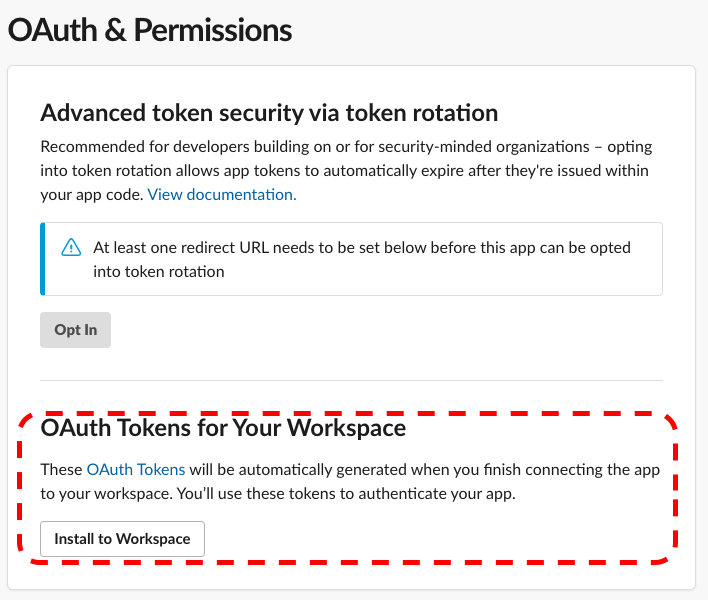 OAuth & Permissions
Advanced token security via token rotation
Recommended for developers building on or for security-minded organizations – opting
into token rotation allows app tokens to automatically expire after they're issued within
your app code. View documentation.
At least one redirect URL needs to be set below before this app can be opted
into token rotation
Opt In
OAuth Tokens for Your Workspace
These OAuth Tokens will be automatically generated when you finish connecting the app
to your workspace. You’ll use these tokens to authenticate your app.
Install to Workspace